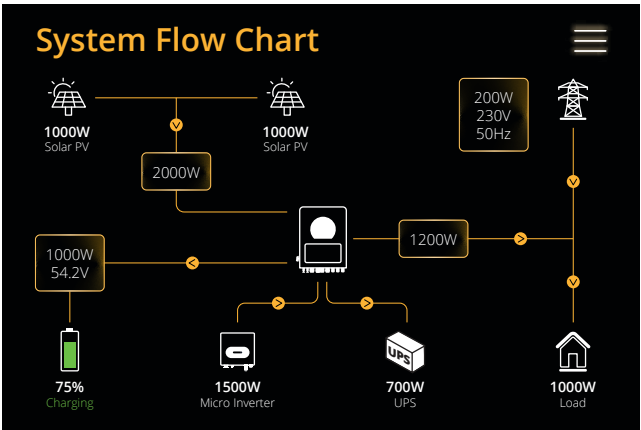 System Flow Chart
1000W
Solar PV
1000W
Solar PV
200W
230V
50Hz
2000W
1200W
1000W
54.2V
75%
Charging
1500W
Micro Inverter
UPS
700W
UPS
1000W
Load